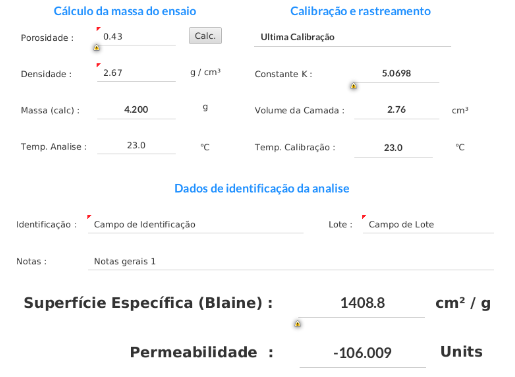 Cálculo da massa do ensaio
Calibração e rastreamento
Porosidade :
0.43
Calc.
Ultima Calibração
Densidade :
2.67
g / cm³
Constante K :
5.0698
Massa (calc) :
4.200
g
Volume da Camada :
2.76
cm³
Temp. Analise :
23.0
°C
Temp. Calibração :
23.0
°C
Dados de identificação da analise
Identificação :
Campo de Identificação
Lote :
Campo de Lote
Notas :
Notas gerais 1
Superfície Específica (Blaine) :
1408.8
cm² / g
Permeabilidade :
-106.009
Units